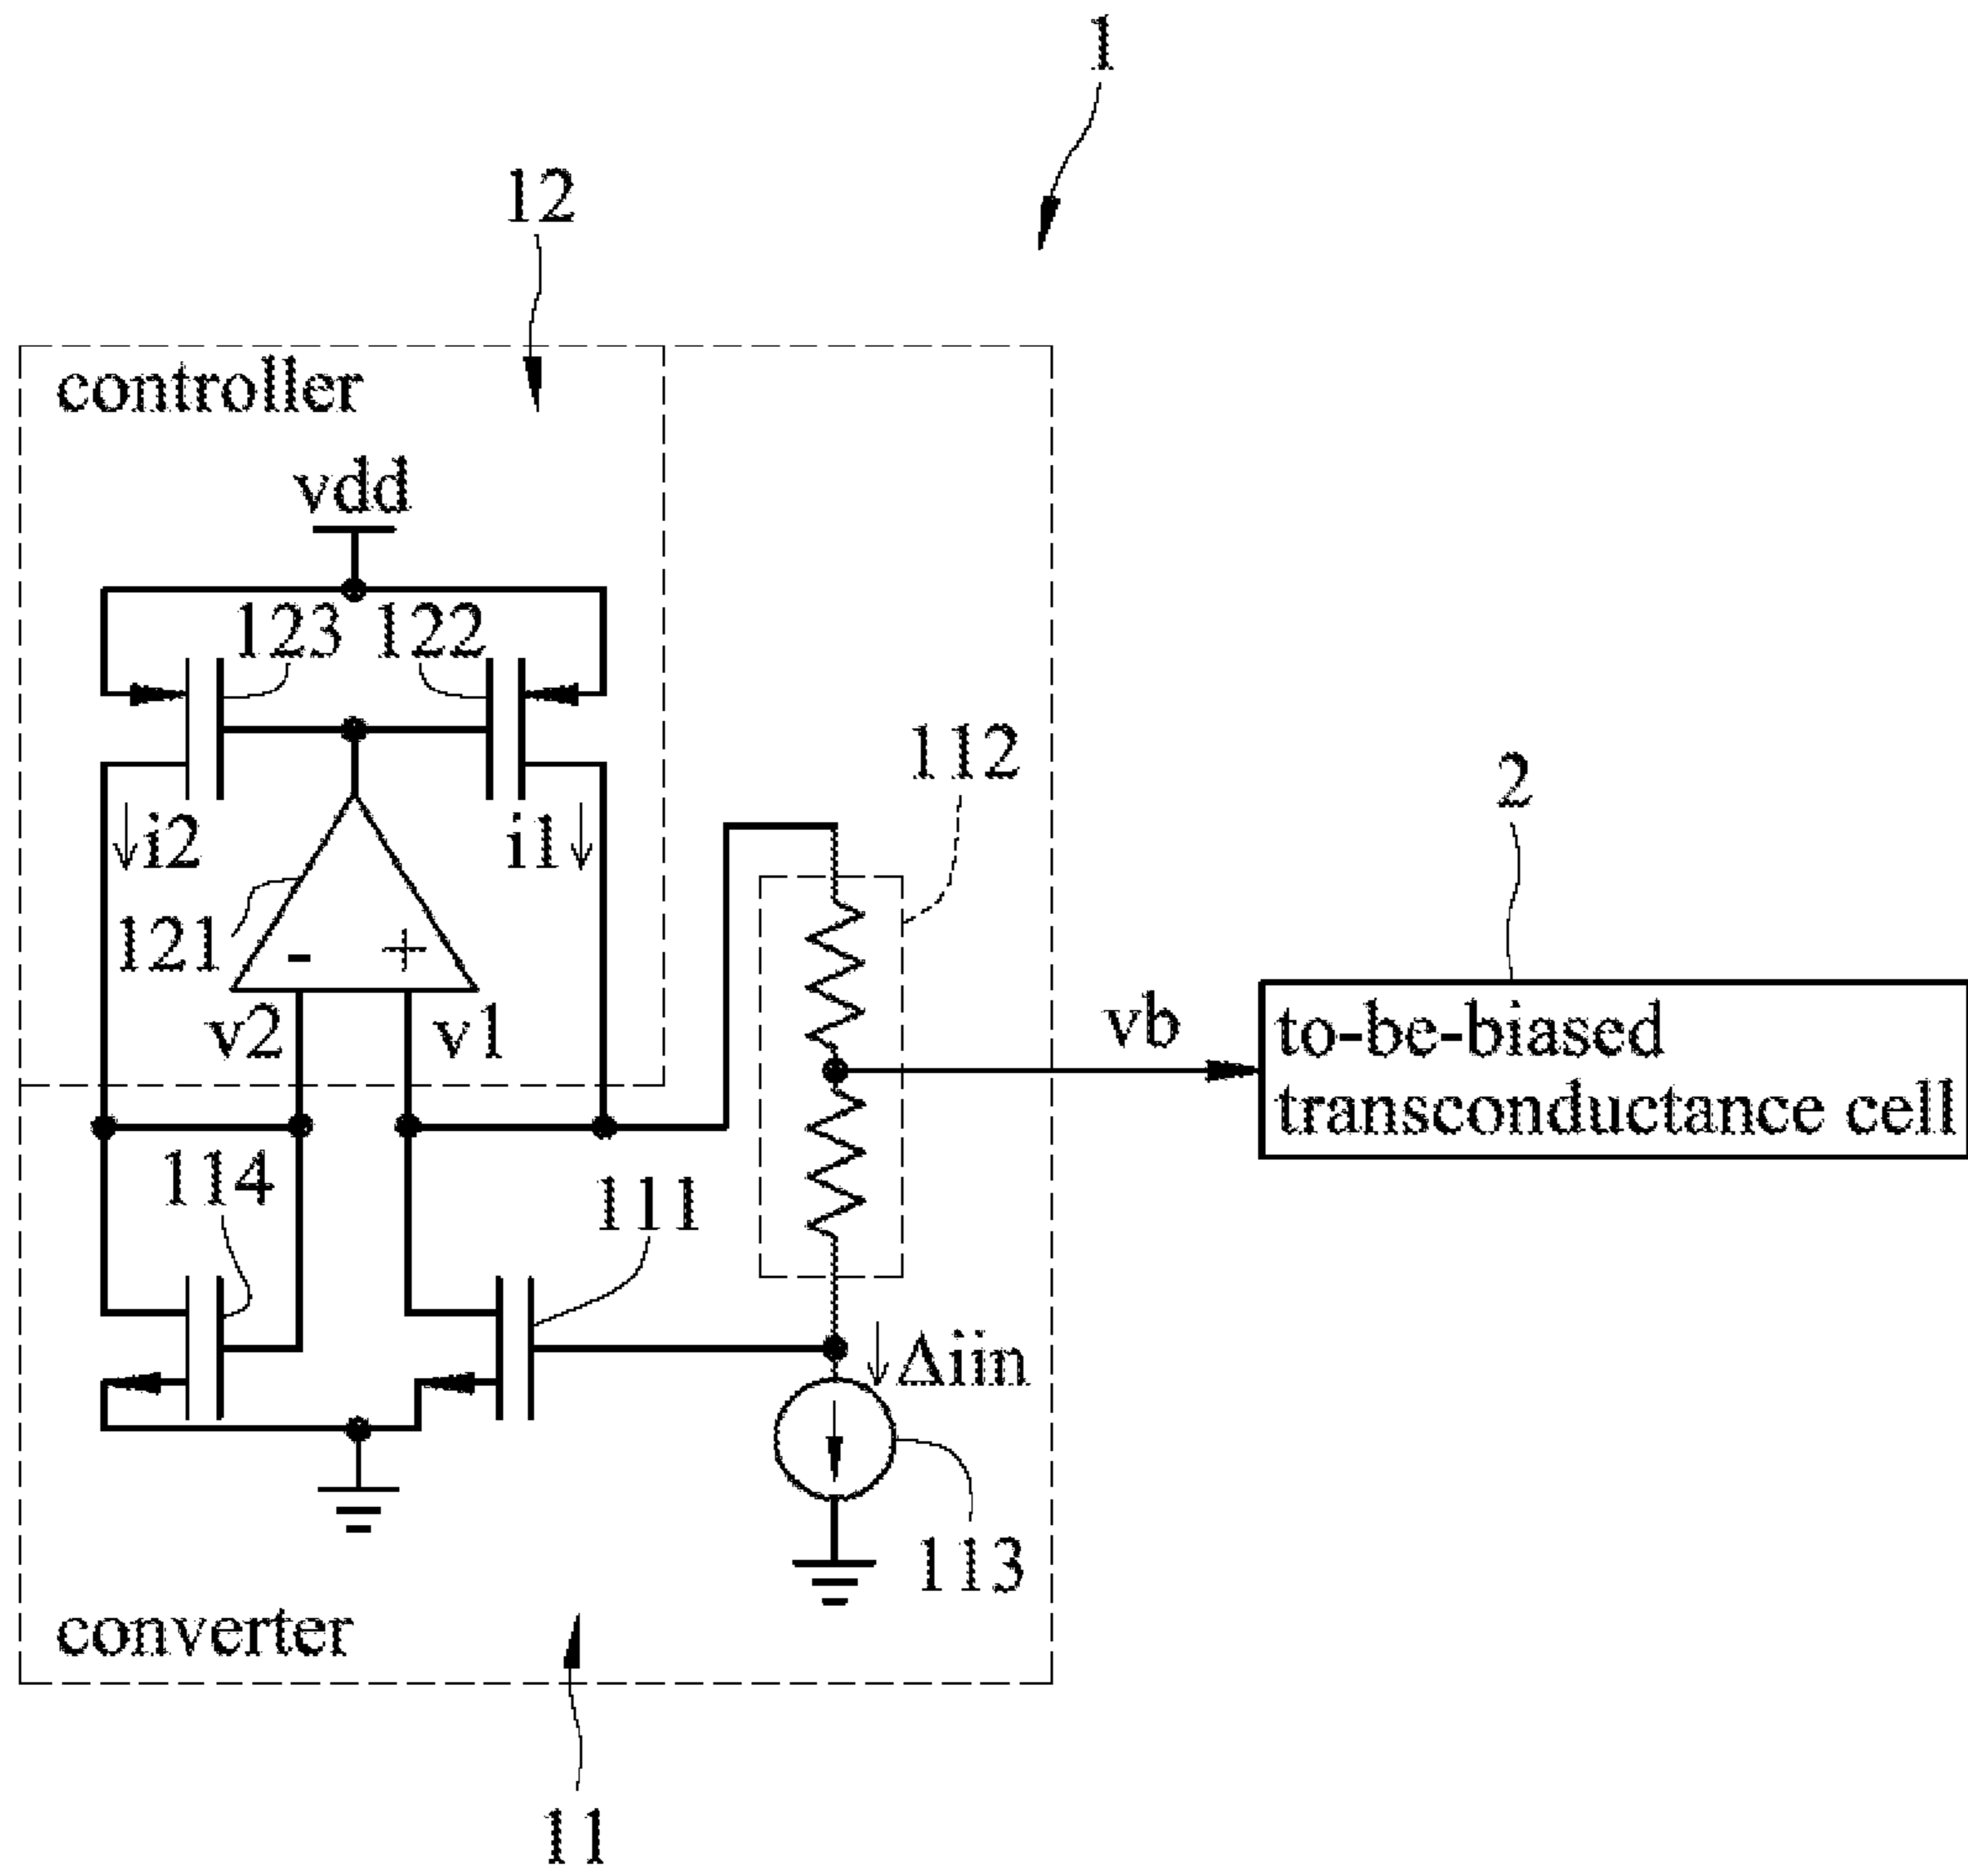 1
12
controller
vdd
123 122
112
2
i2 i1
121
- +
v2 v1
vb
to-be-biased
transconductance cell
114
111
Δiin
113
converter
11